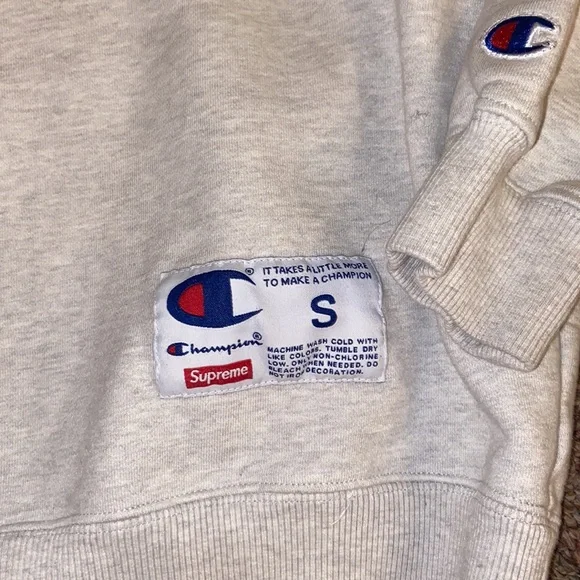 IT TAKES A LITTLE MORE
TO MAKE A CHAMPION
®
S
Champion®
Supreme
MACHINE WASH COLD WITH
LIKE COLORS. TUMBLE DRY
LOW. ONLY NON-CHLORINE
BLEACH WHEN NEEDED. DO
NOT IRON DECORATION.